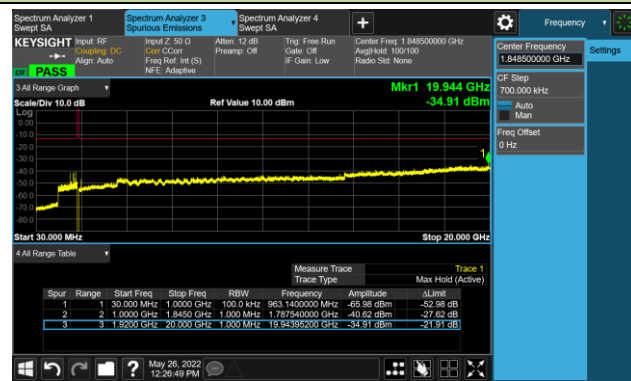 Spectrum Analyzer 1
Swept SA
Spectrum Analyzer 3
Spurious Emissions
Spectrum Analyzer 4
Swept SA
Frequency
KEYSIGHT
Input: RF
Coupling: DC
Align: Auto
Input Z: 50 Ω
Corr CCorr
Freq Ref: Int (S)
NFE: Adaptive
Atten: 12 dB
Preamp: Off
Trig: Free Run
Gate: Off
IF Gain: Low
Center Freq: 1.848500000 GHz
Avg|Hold: 100/100
Radio Std: None
PASS
Center Frequency
1.848500000 GHz
Settings
CF Step
700.000 kHz
Auto
Man
Freq Offset
0 Hz
3 All Range Graph
Mkr1 19.944 GHz
Scale/Div 10.0 dB
Ref Value 10.00 dBm
-34.91 dBm
Log
0.00
-10.0
-20.0
-30.0
-40.0
-50.0
-60.0
-70.0
-80.0
1
Start 30.000 MHz
Stop 20.000 GHz
4 All Range Table
Measure Trace Trace 1
Trace Type Max Hold (Active)
Spur Range Start Freq Stop Freq RBW Frequency Amplitude ΔLimit
1 1 30.000 MHz 1.0000 GHz 100.0 kHz 963.1400000 MHz -65.98 dBm -52.98 dB
2 2 1.0000 GHz 1.8450 GHz 1.000 MHz 1.787540000 GHz -40.62 dBm -27.62 dB
3 3 1.9200 GHz 20.000 GHz 1.000 MHz 19.94395200 GHz -34.91 dBm -21.91 dB
May 26, 2022
12:26:49 PM